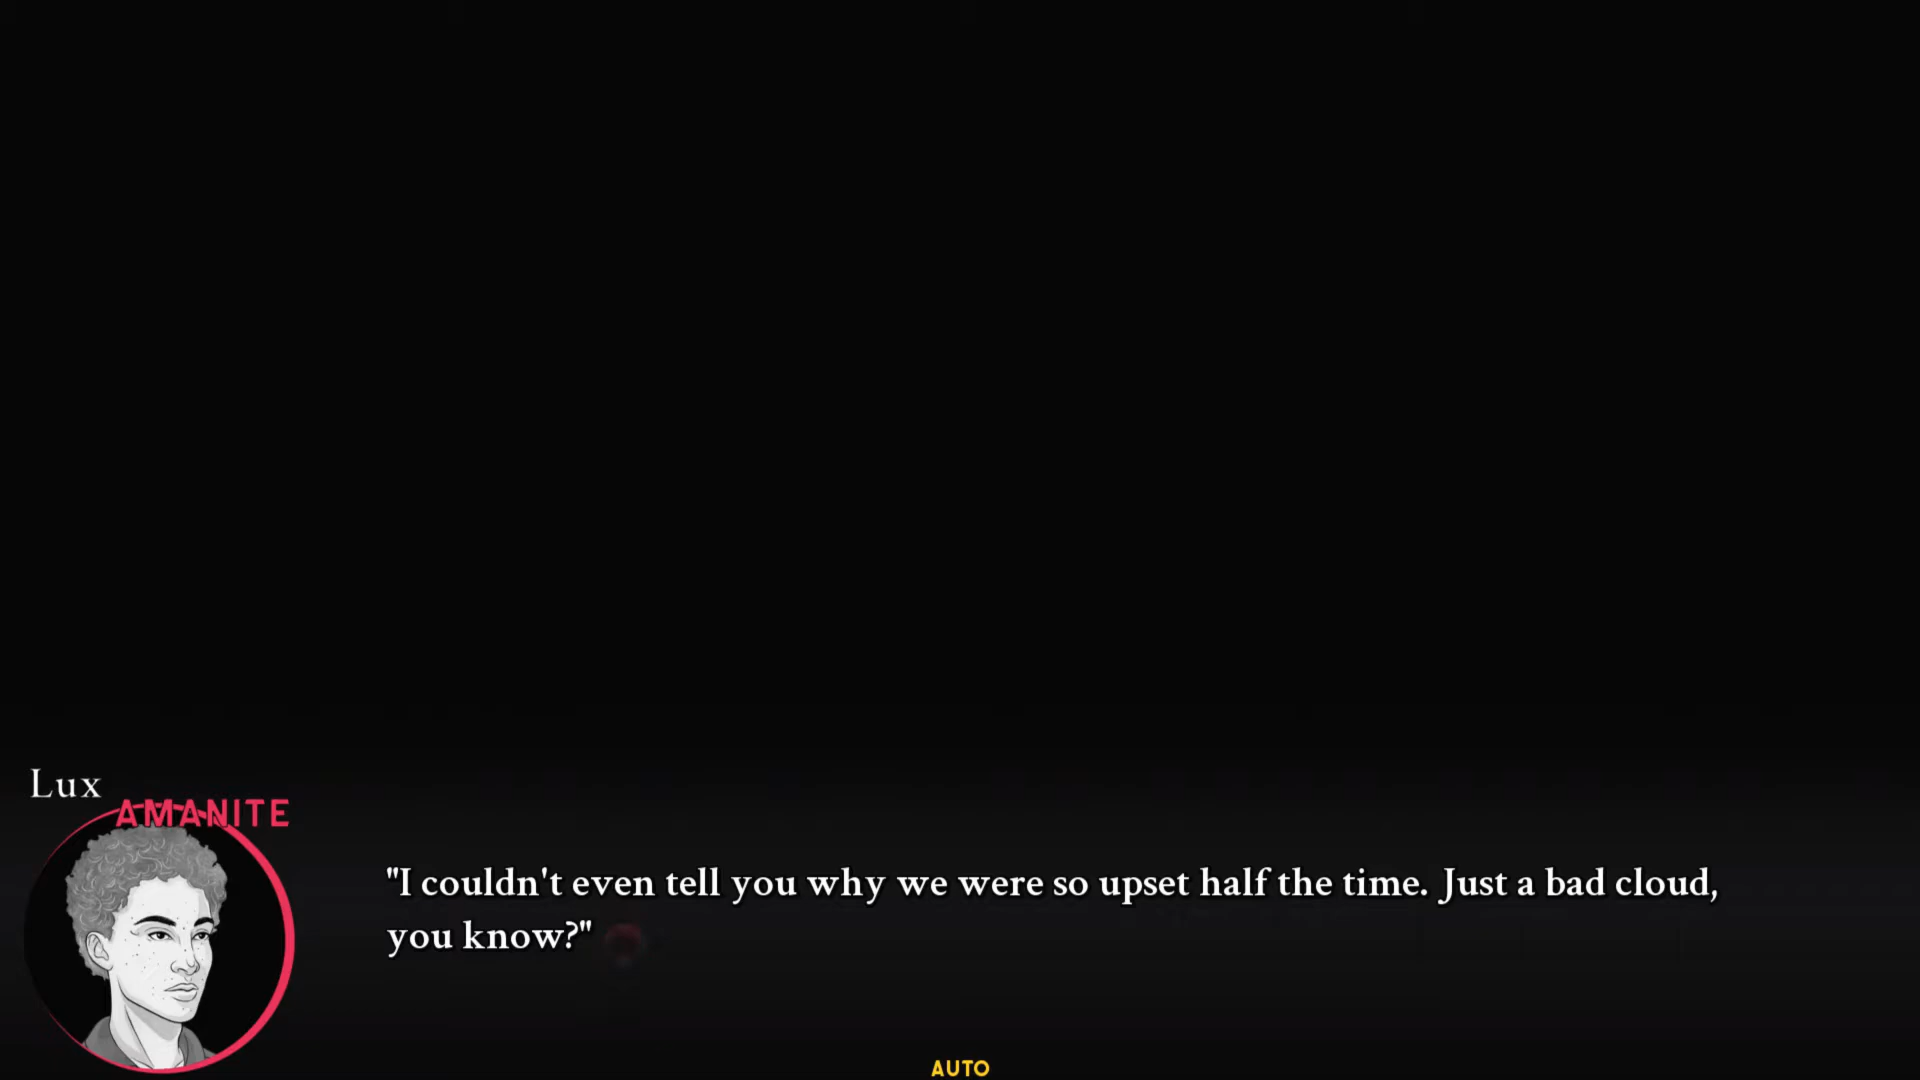 Lux
AMANITE
"I couldn't even tell you why we were so upset half the time. Just a bad cloud,
you know?"
AUTO